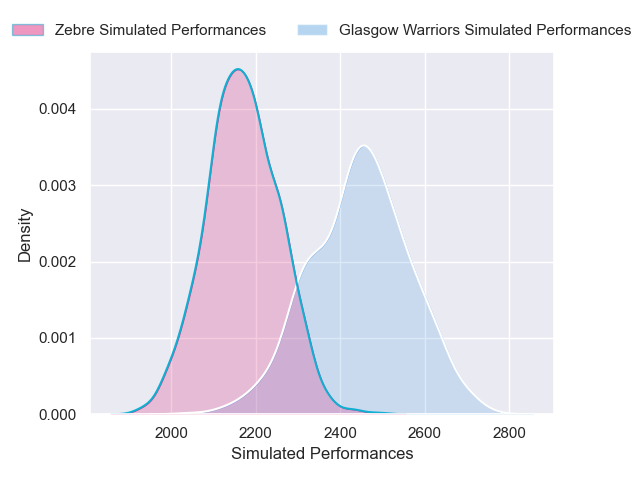 Zebre Simulated Performances
Glasgow Warriors Simulated Performances
0.004
0.003
0.002
0.001
0.000
Density
2000
2200
2400
2600
2800
Simulated Performances